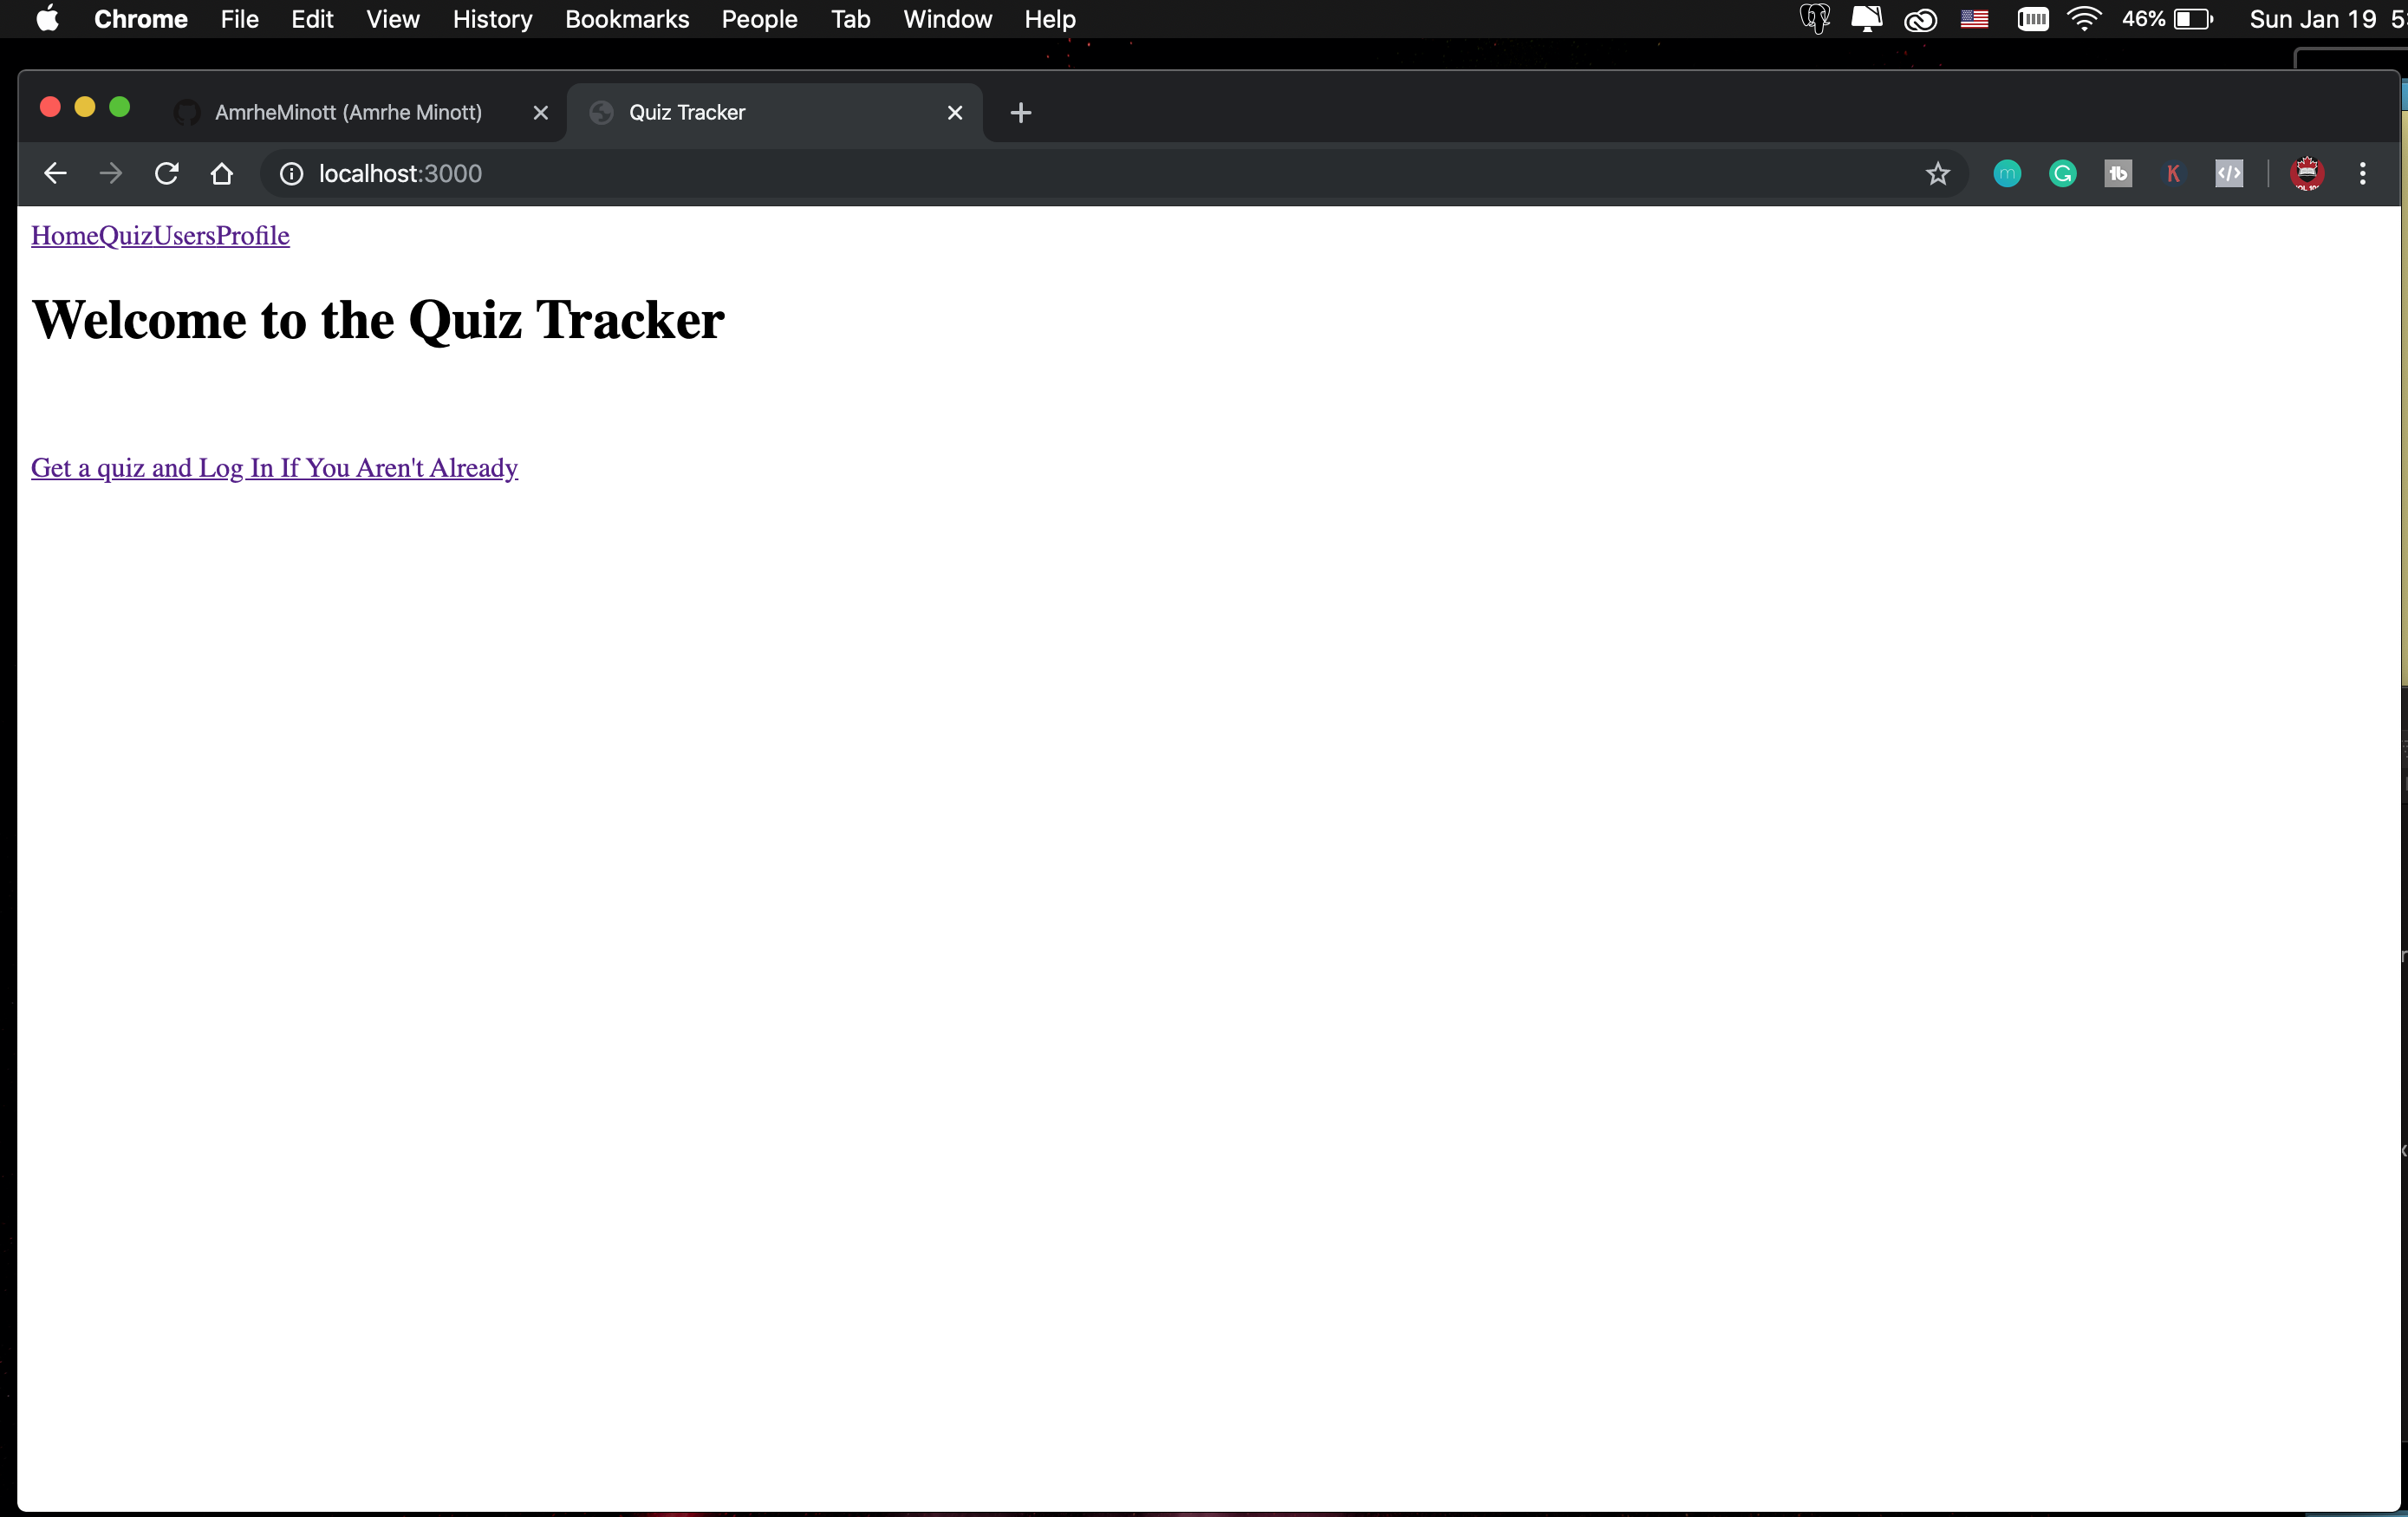 Chrome File Edit View History Bookmarks People Tab Window Help 46% Sun Jan 19 5
AmrheMinott (Amrhe Minott) Quiz Tracker
localhost:3000
HomeQuizUsersProfile
Welcome to the Quiz Tracker
Get a quiz and Log In If You Aren't Already